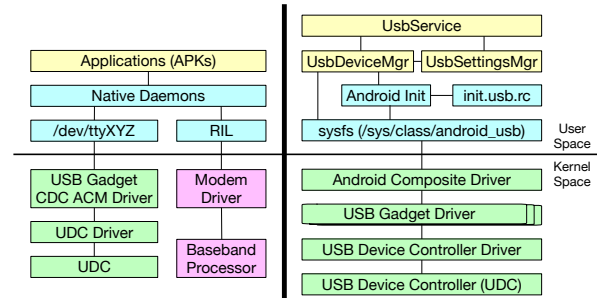 Applications (APKs)
Native Daemons
/dev/ttyXYZ
RIL
USB Gadget
CDC ACM Driver
Modem
Driver
UDC Driver
UDC
Baseband
Processor
UsbService
UsbDeviceMgr
UsbSettingsMgr
Android Init
init.usb.rc
sysfs (/sys/class/android_usb)
User
Space
Kernel
Space
Android Composite Driver
USB Gadget Driver
USB Device Controller Driver
USB Device Controller (UDC)